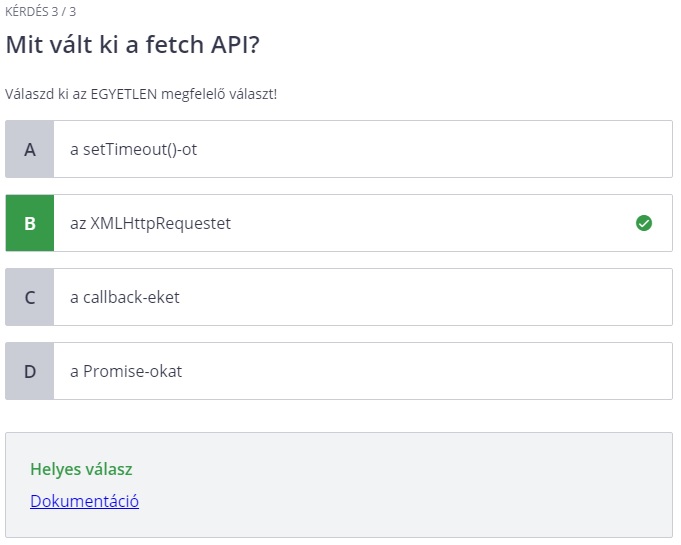 KÉRDÉS 3 / 3
Mit vált ki a fetch API?
Válaszd ki az EGYETLEN megfelelő választ!
A a setTimeout()-ot
B az XMLHttpRequestet
C a callback-eket
D a Promise-okat
Helyes válasz
Dokumentáció